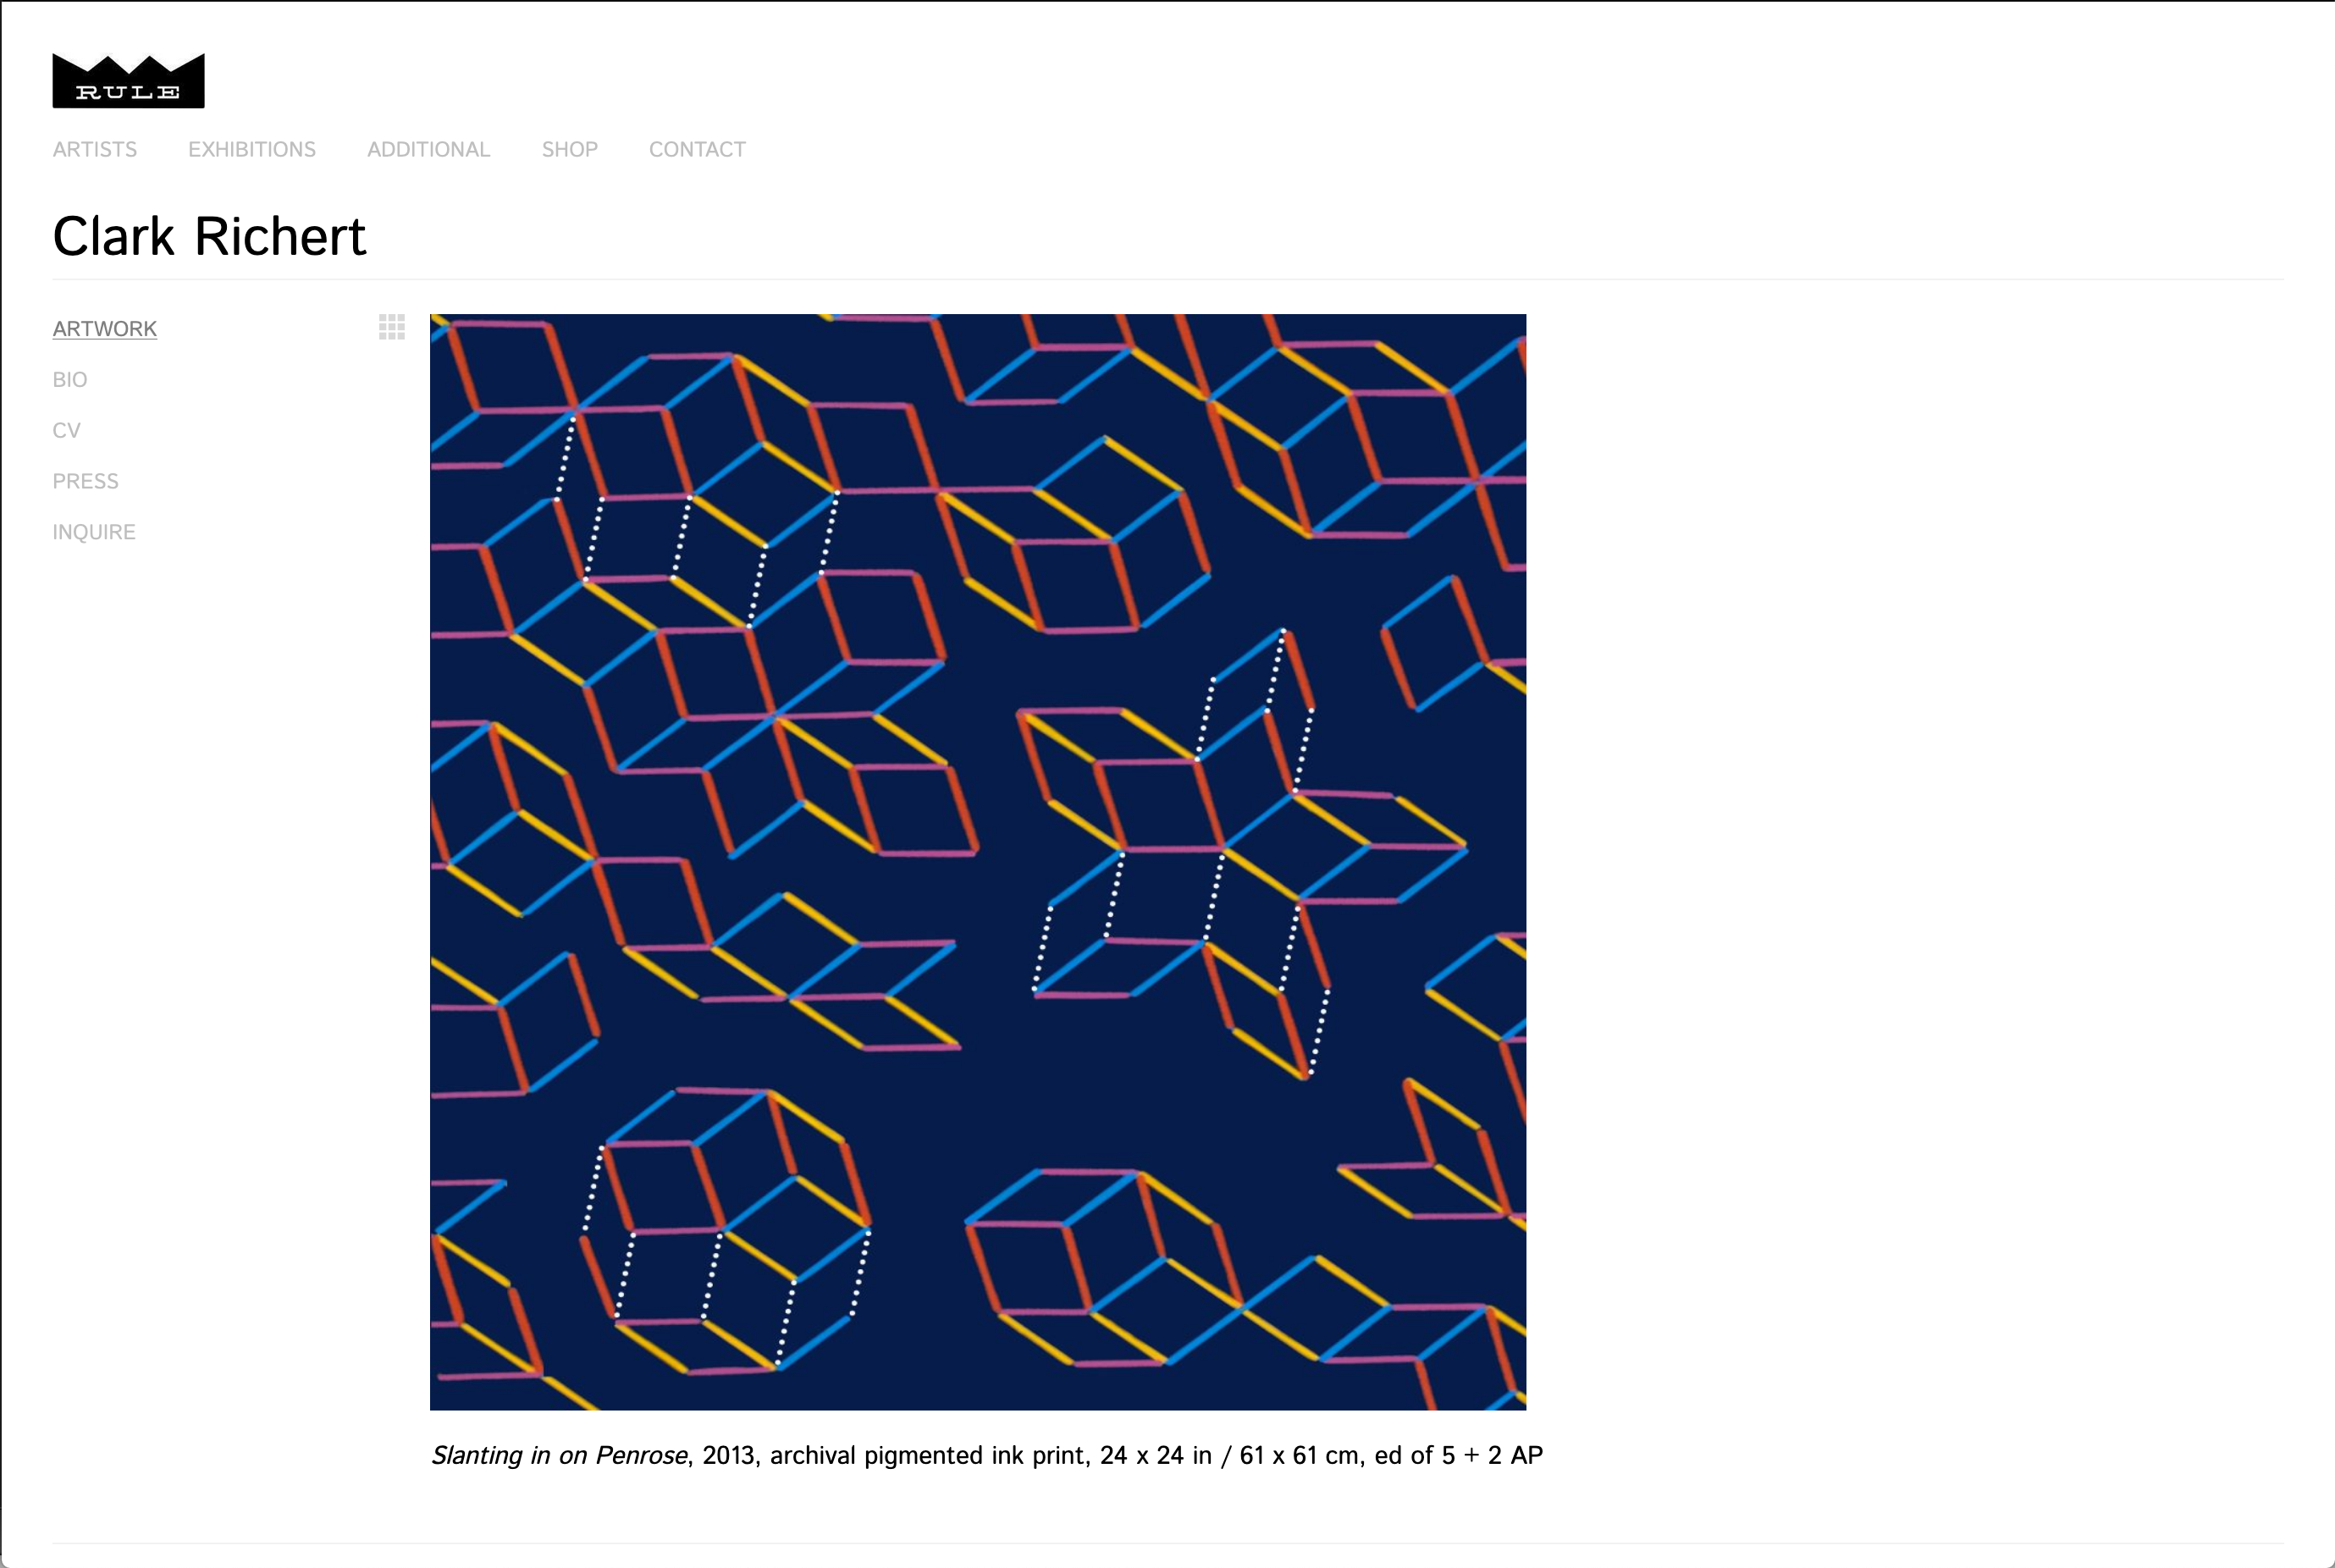 RULE
ARTISTS EXHIBITIONS ADDITIONAL SHOP CONTACT
Clark Richert
ARTWORK
BIO
CV
PRESS
INQUIRE
Slanting in on Penrose, 2013, archival pigmented ink print, 24 x 24 in / 61 x 61 cm, ed of 5 + 2 AP